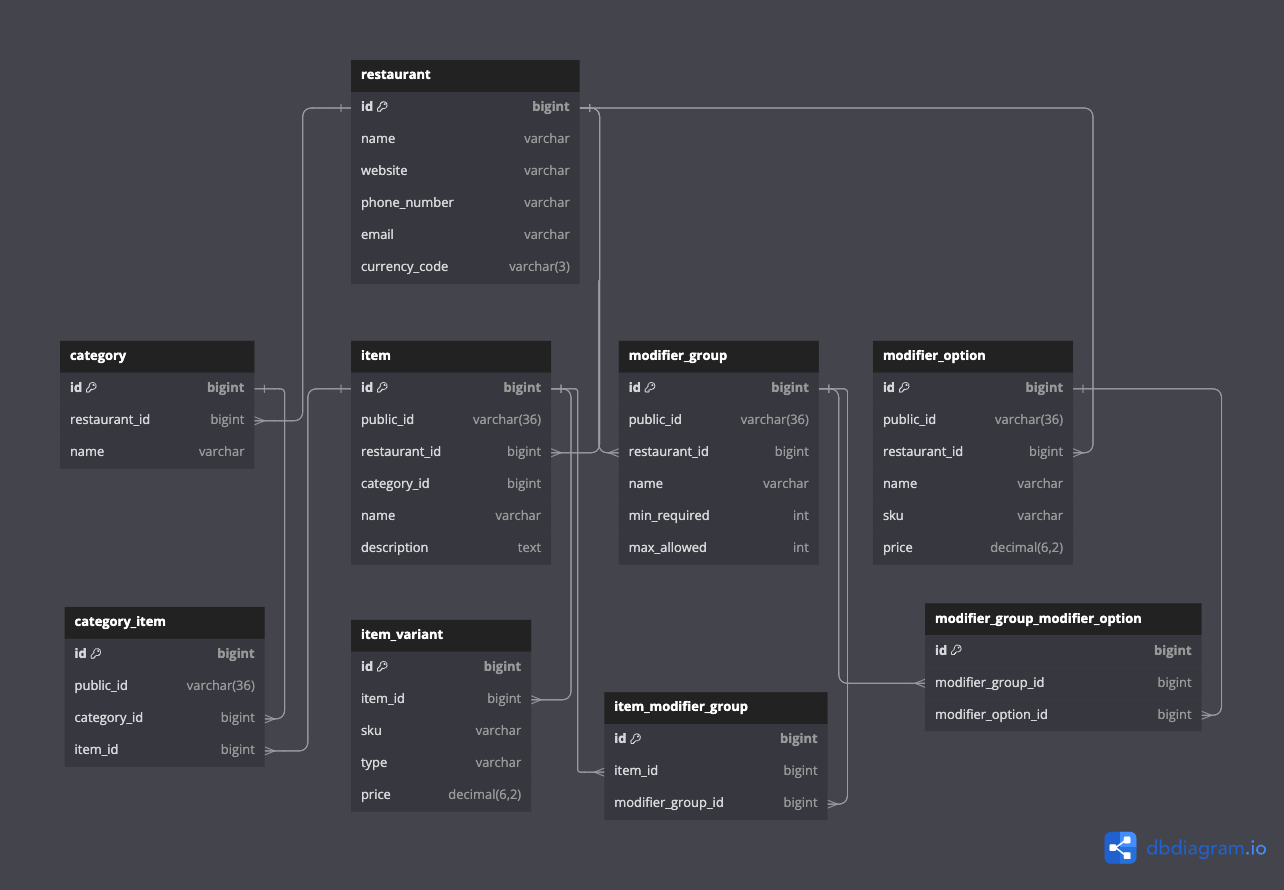 restaurant
id bigint
name varchar
website varchar
phone_number varchar
email varchar
currency_code varchar(3)
category
id bigint
restaurant_id bigint
name varchar
item
id bigint
public_id varchar(36)
restaurant_id bigint
category_id bigint
name varchar
description text
modifier_group
id bigint
public_id varchar(36)
restaurant_id bigint
name varchar
min_required int
max_allowed int
modifier_option
id bigint
public_id varchar(36)
restaurant_id bigint
name varchar
sku varchar
price decimal(6,2)
category_item
id bigint
public_id varchar(36)
category_id bigint
item_id bigint
item_variant
id bigint
item_id bigint
sku varchar
type varchar
price decimal(6,2)
item_modifier_group
id bigint
item_id bigint
modifier_group_id bigint
modifier_group_modifier_option
id bigint
modifier_group_id bigint
modifier_option_id bigint
dbdiagram.io